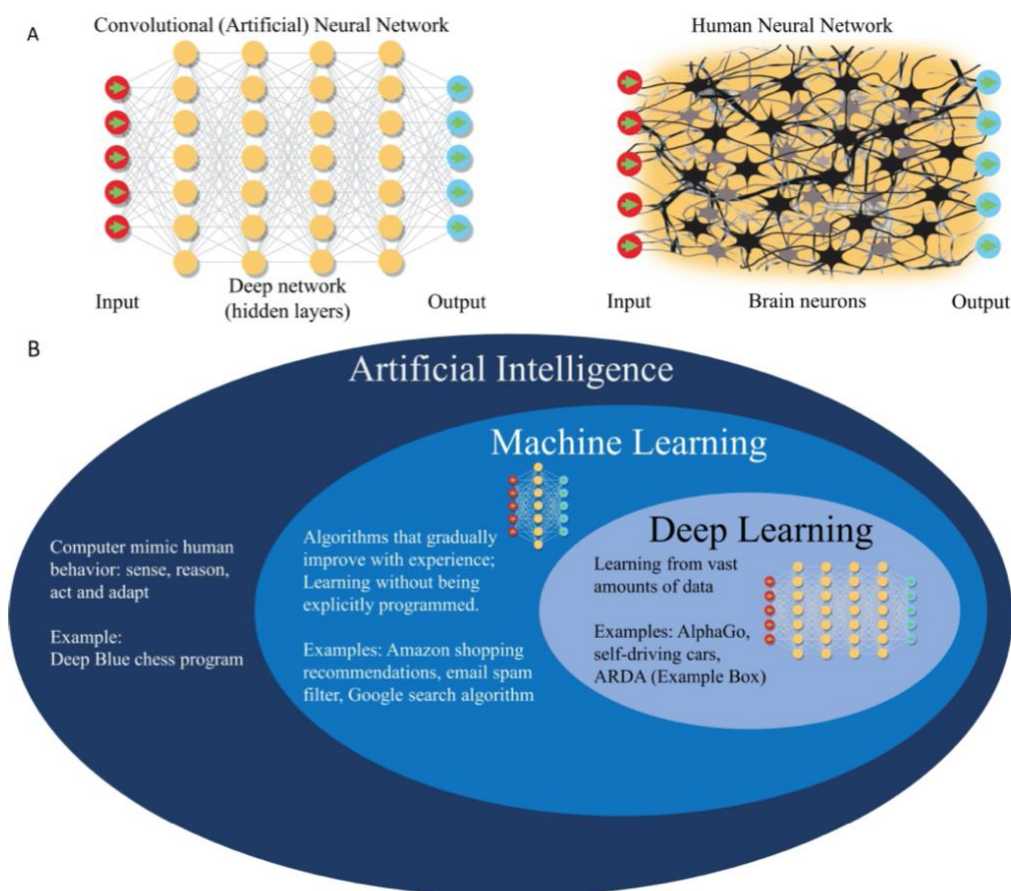 A
Convolutional (Artificial) Neural Network
Human Neural Network
Input
Deep network
(hidden layers)
Output
Input
Brain neurons
Output
B
Artificial Intelligence
Machine Learning
Deep Learning
Computer mimic human
behavior: sense, reason,
act and adapt
Example:
Deep Blue chess program
Algorithms that gradually
improve with experience;
Learning without being
explicitly programmed.
Examples: Amazon shopping
recommendations, email spam
filter, Google search algorithm
Learning from vast
amounts of data
Examples: AlphaGo,
self-driving cars,
ARDA (Example Box)